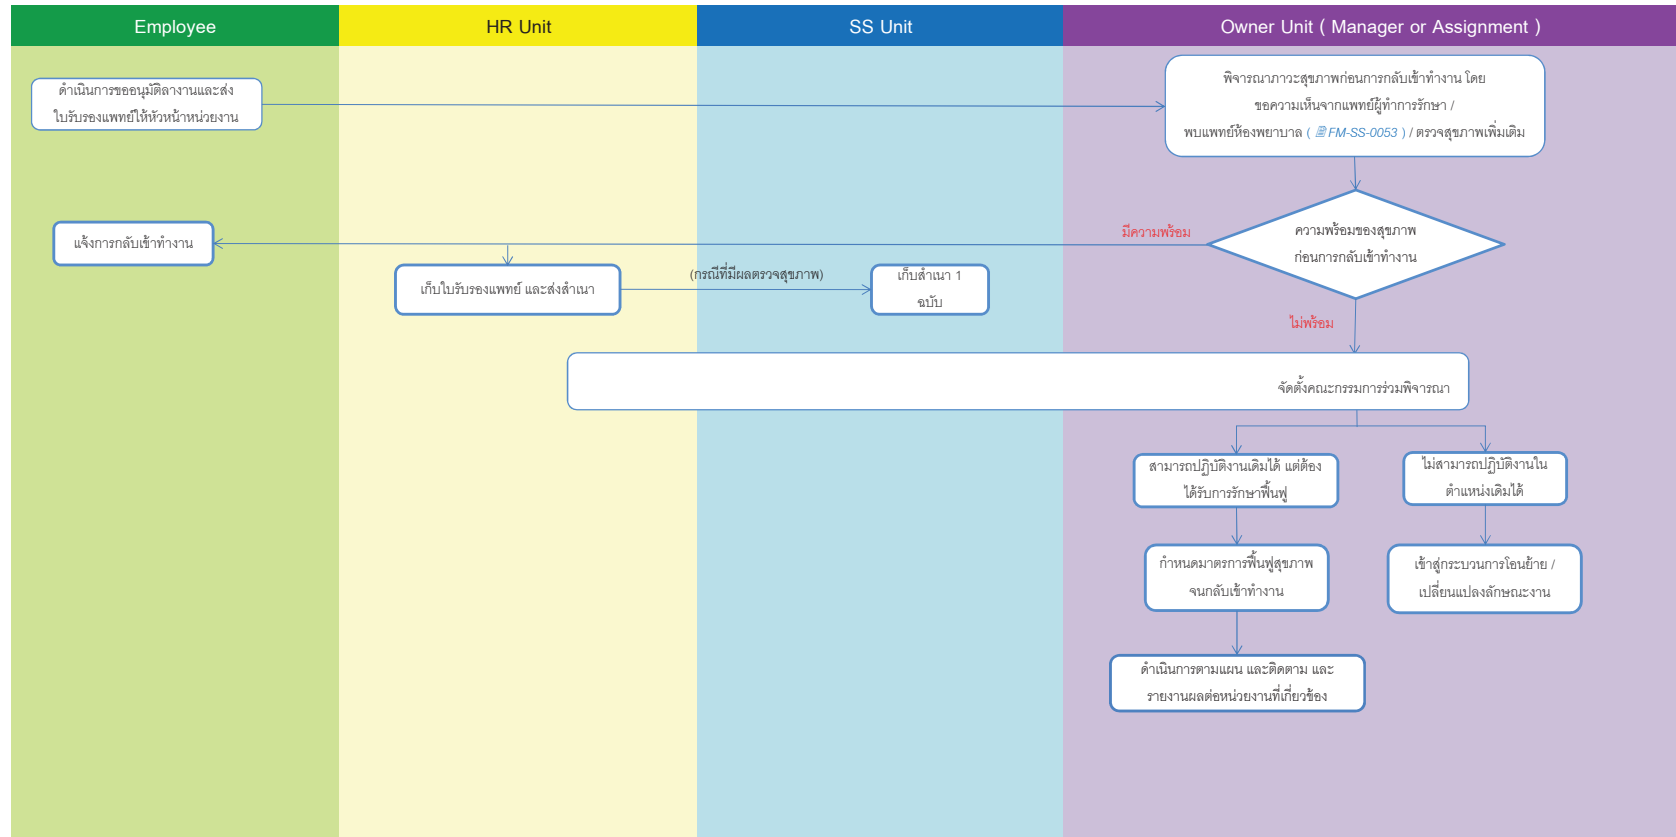 Employee
HR Unit
SS Unit
Owner Unit ( Manager or Assignment )
ดำเนินการขออนุมัติลางานและส่ง
ใบรับรองแพทย์ให้หัวหน้าหน่วยงาน
พิจารณาภาวะสุขภาพก่อนการกลับเข้าทำงาน โดย
ขอความเห็นจากแพทย์ผู้ทำการรักษา /
พบแพทย์ห้องพยาบาล ( FM-SS-0053 ) / ตรวจสุขภาพเพิ่มเติม
แจ้งการกลับเข้าทำงาน
มีความพร้อม
ความพร้อมของสุขภาพ
ก่อนการกลับเข้าทำงาน
เก็บใบรับรองแพทย์ และส่งสำเนา
(กรณีที่มีผลตรวจสุขภาพ)
เก็บสำเนา 1
ฉบับ
ไม่พร้อม
จัดตั้งคณะกรรมการร่วมพิจารณา
สามารถปฏิบัติงานเดิมได้ แต่ต้อง
ได้รับการรักษาฟื้นฟู
ไม่สามารถปฏิบัติงานใน
ตำแหน่งเดิมได้
กำหนดมาตรการฟื้นฟูสุขภาพ
จนกลับเข้าทำงาน
เข้าสู่กระบวนการโอนย้าย /
เปลี่ยนแปลงลักษณะงาน
ดำเนินการตามแผน และติดตาม และ
รายงานผลต่อหน่วยงานที่เกี่ยวข้อง